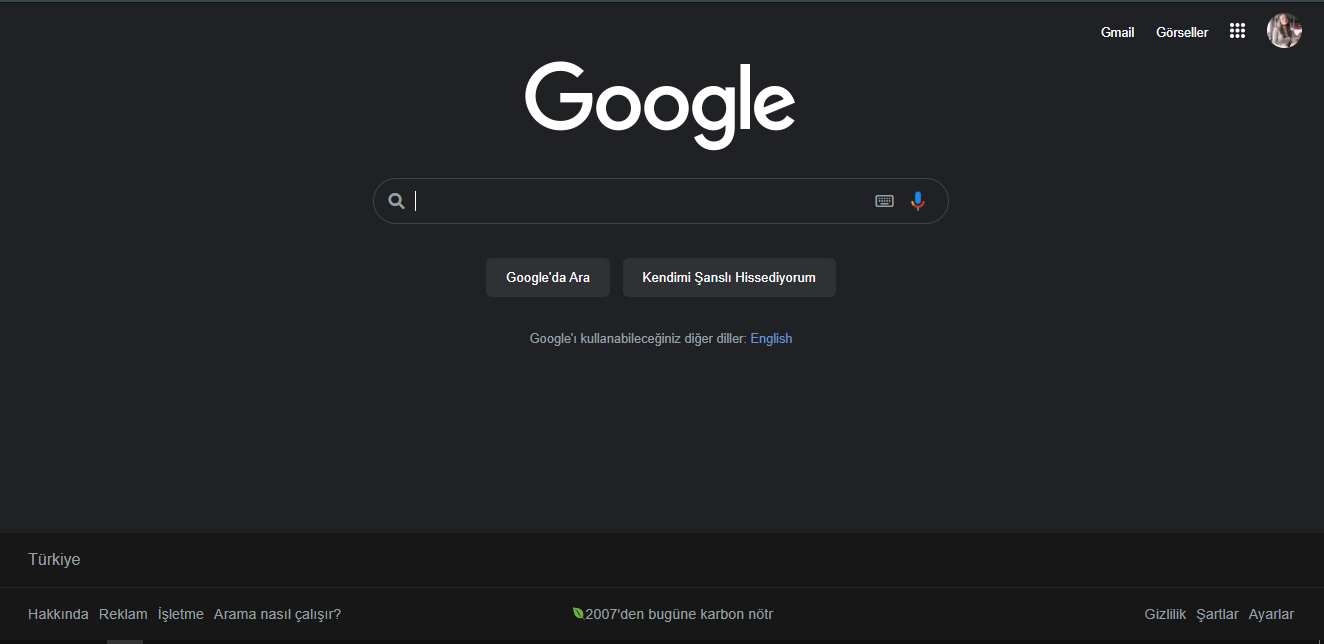 Gmail Görseller
Google
Google'da Ara Kendimi Şanslı Hissediyorum
Google'ı kullanabileceğiniz diğer diller: English
Türkiye
Hakkında Reklam İşletme Arama nasıl çalışır? 2007'den bugüne karbon nötr Gizlilik Şartlar Ayarlar